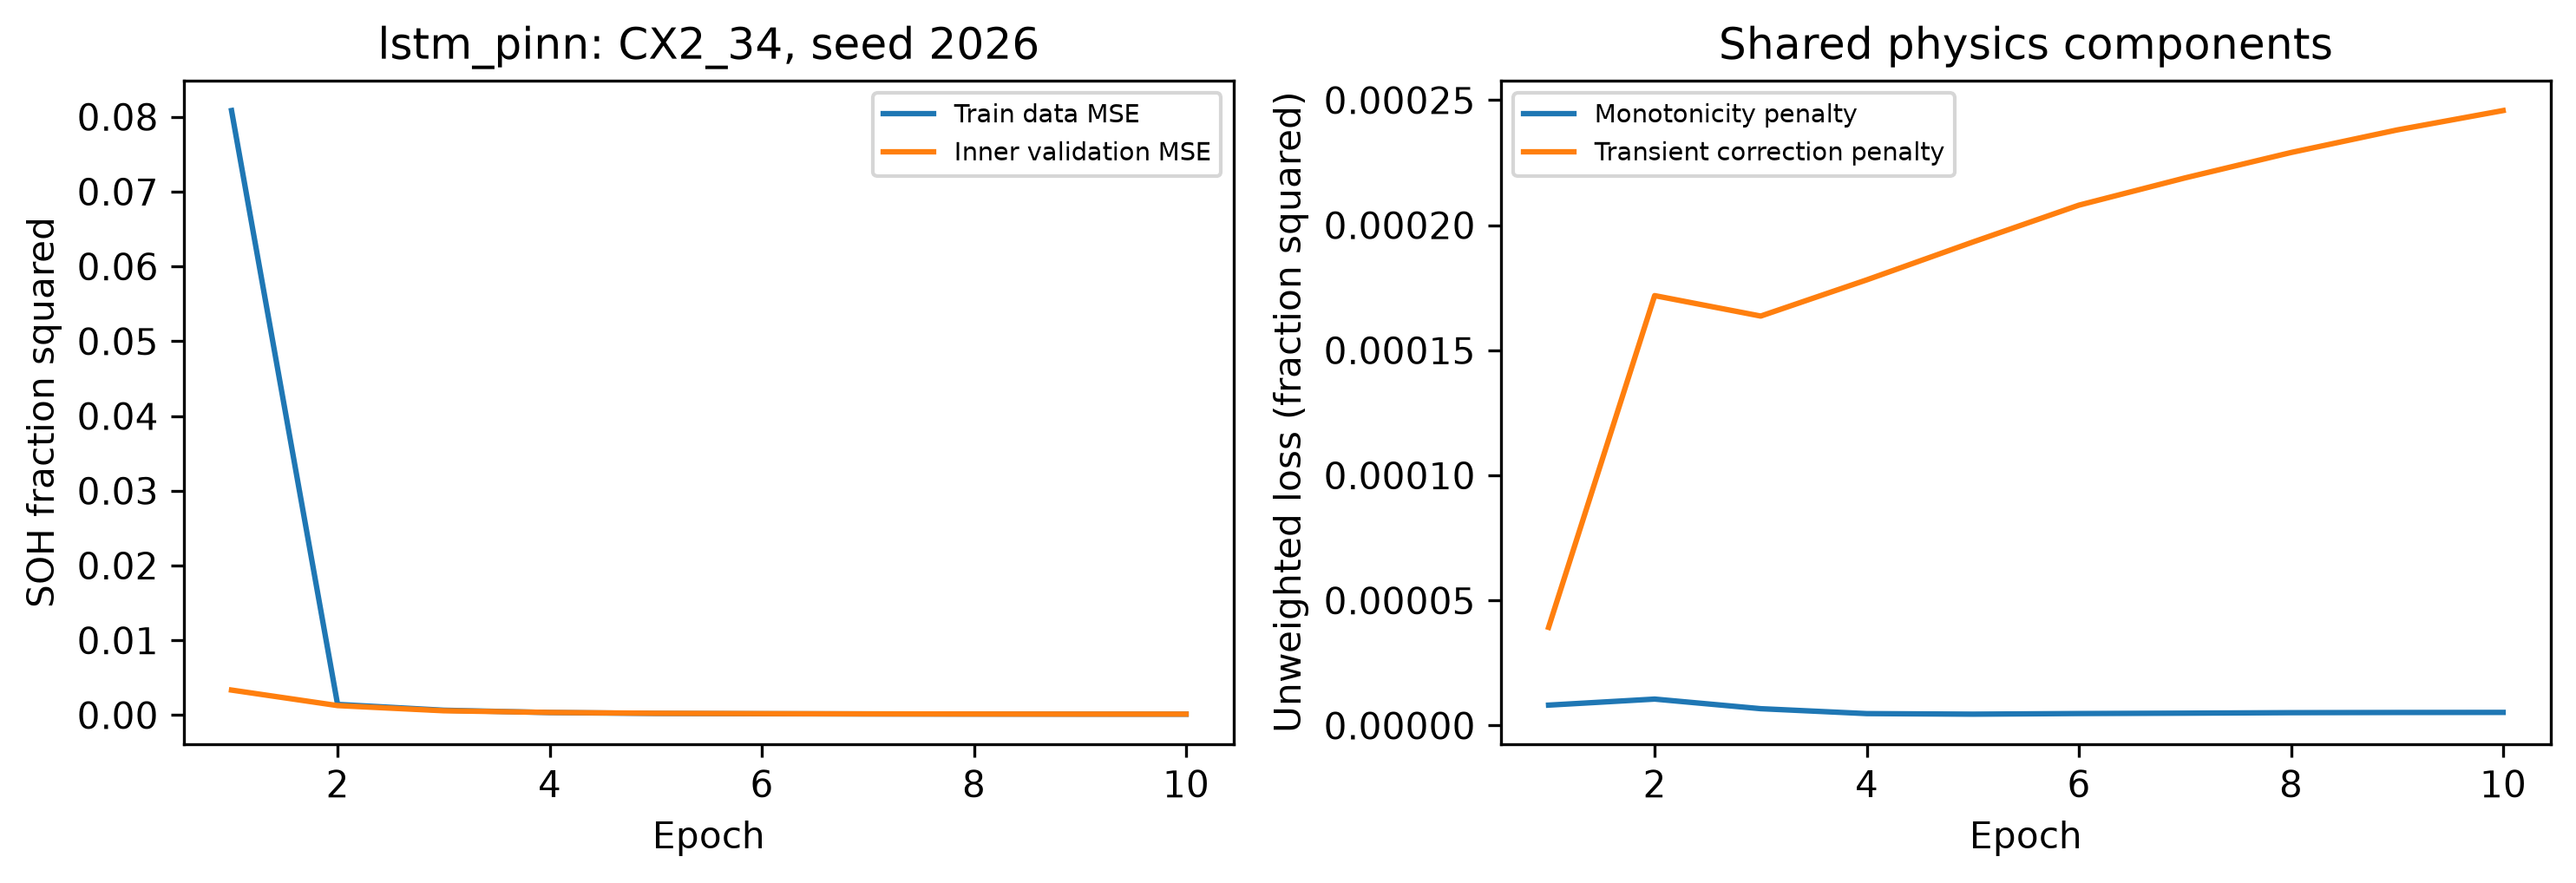 lstm_pinn: CX2_34, seed 2026
SOH fraction squared
0.08
0.07
0.06
0.05
0.04
0.03
0.02
0.01
0.00
Train data MSE
Inner validation MSE
2 4 6 8 10
Epoch
Shared physics components
Unweighted loss (fraction squared)
0.00025
0.00020
0.00015
0.00010
0.00005
0.00000
Monotonicity penalty
Transient correction penalty
2 4 6 8 10
Epoch